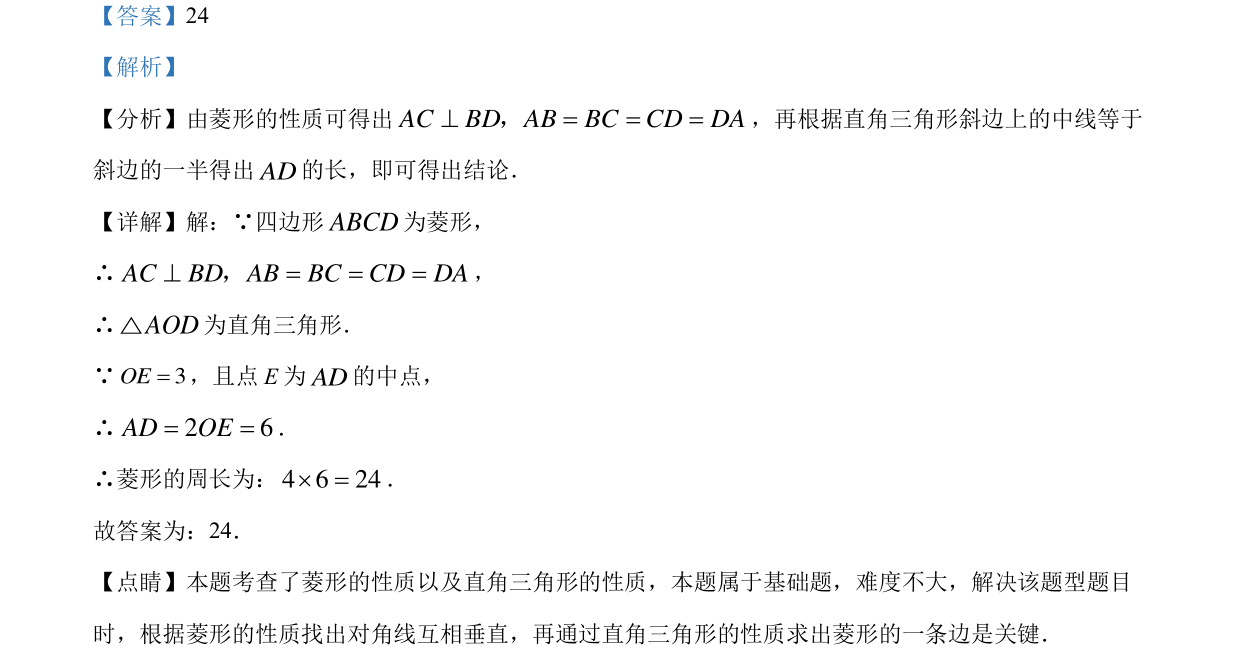 【答案】24
【解析】
【分析】由菱形的性质可得出 AC ⊥ BD，AB = BC = CD = DA，再根据直角三角形斜边上的中线等于
斜边的一半得出 AD 的长，即可得出结论．
【详解】解：∵四边形 ABCD 为菱形，
∴ AC ⊥ BD，AB = BC = CD = DA，
∴ △AOD 为直角三角形．
∵ OE = 3，且点 E 为 AD 的中点，
∴ AD = 2OE = 6．
∴菱形的周长为：4×6 = 24．
故答案为：24．
【点睛】本题考查了菱形的性质以及直角三角形的性质，本题属于基础题，难度不大，解决该题型题目
时，根据菱形的性质找出对角线互相垂直，再通过直角三角形的性质求出菱形的一条边是关键．